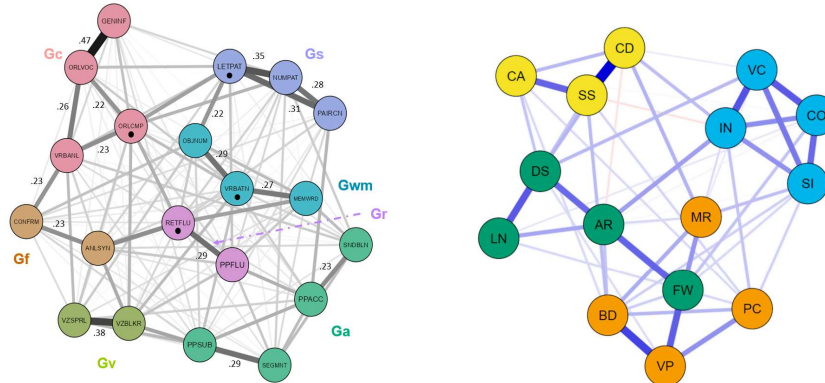 GENINF
.47
Gc
ORLVOC
LETPAT
.35
Gs
NUMPAT
.28
.26
.22
.31
PAIRCN
ORLCMP
.22
OBJNUM
VRBANL
.23
.29
Gwm
VRBATN
.27
MEMWRD
.23
CONFRM
.23
RETFLU
Gr
Gf
ANLSYN
SNDBLN
.29
PPFLU
.23
PPACC
Ga
VZSPRL
VZBLKR
.38
PPSUB
Gv
.29
SEGMNT
CD
CA
SS
VC
IN
CO
DS
SI
LN
AR
MR
FW
BD
PC
VP